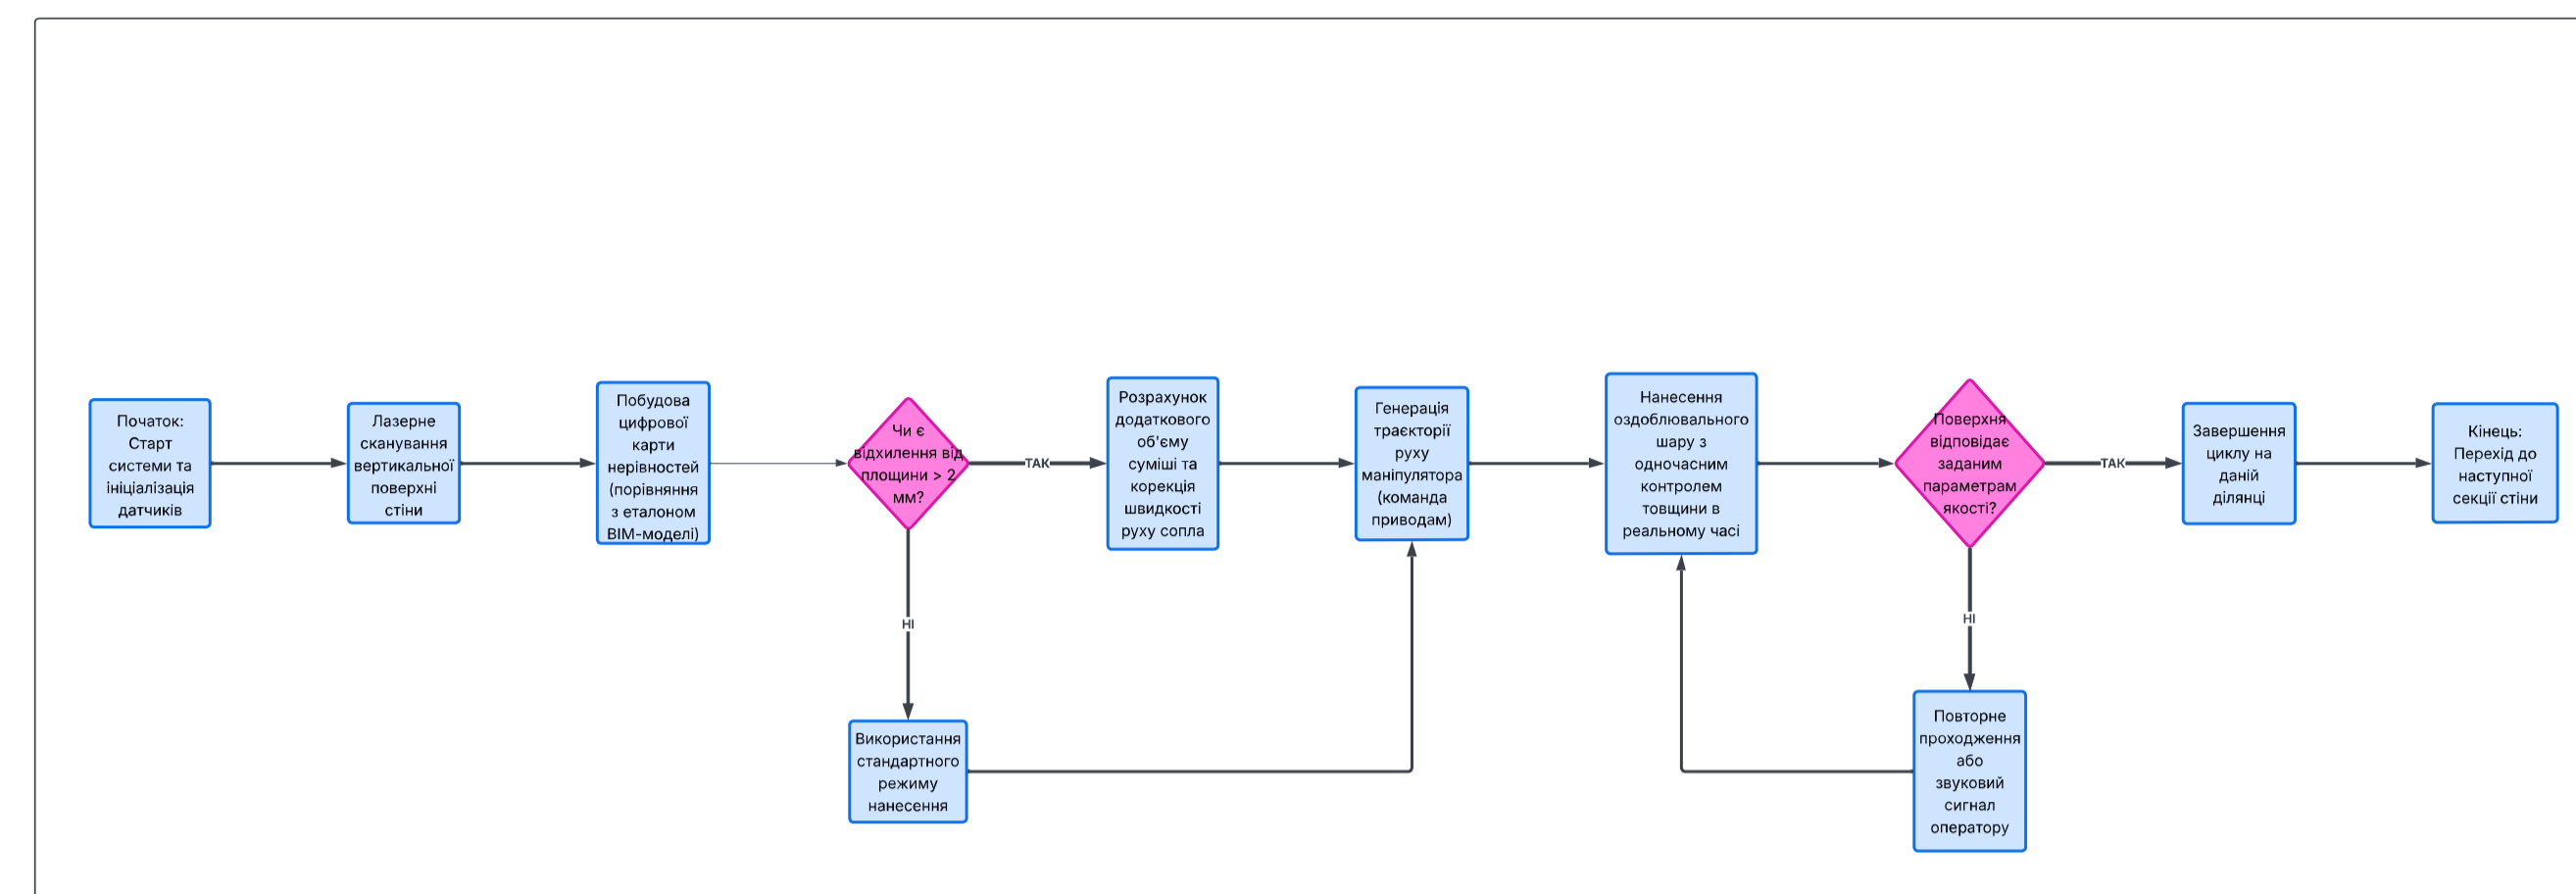 Початок:
Старт
системи та
ініціалізація
датчиків
Лазерне
сканування
вертикальної
поверхні
стіни
Побудова
цифрової
карти
нерівностей
(порівняння
з еталоном
BIM-моделі)
Чи є
відхилення від
площини > 2
мм?
ТАК
Розрахунок
додаткового
об'єму
суміші та
корекція
швидкості
руху сопла
Генерація
траєкторії
руху
маніпулятора
(команда
приводам)
Нанесення
оздоблювального
шару з
одночасним
контролем
товщини в
реальному часі
Поверхня
відповідає
заданим
параметрам
якості?
ТАК
Завершення
циклу на
даній
ділянці
Кінець:
Перехід до
наступної
секції стіни
НІ
НІ
Використання
стандартного
режиму
нанесення
Повторне
проходження
або
звуковий
сигнал
оператору